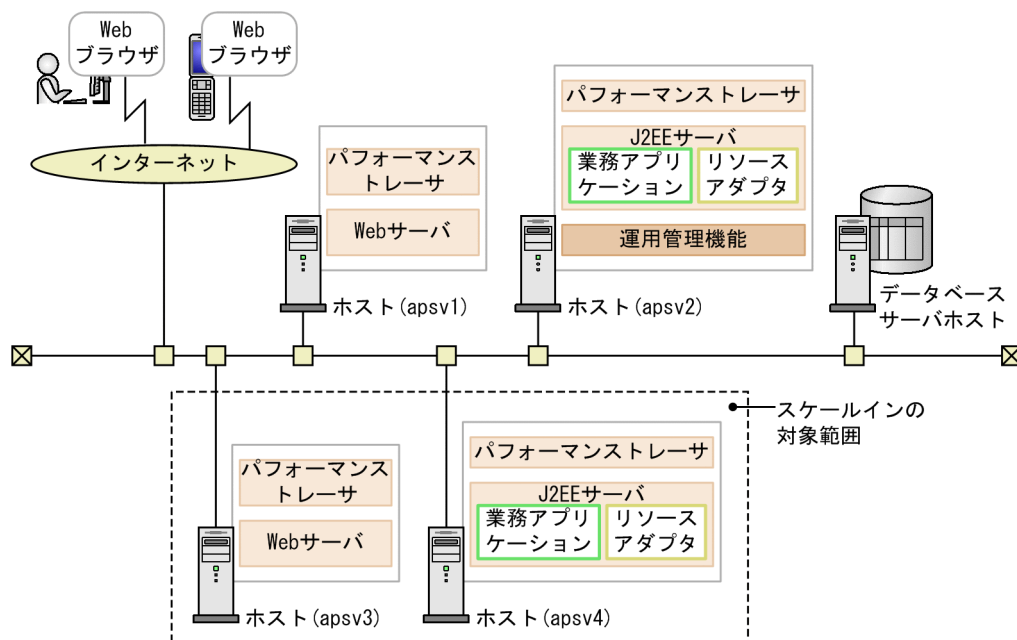 Web
ブラウザ
Web
ブラウザ
インターネット
パフォーマンス
トレーサ
Webサーバ
ホスト(apsv1)
パフォーマンストレーサ
J2EEサーバ
業務アプリ
ケーション
リソース
アダプタ
運用管理機能
ホスト(apsv2)
データベース
サーバホスト
スケールインの
対象範囲
パフォーマンス
トレーサ
Webサーバ
ホスト(apsv3)
パフォーマンストレーサ
J2EEサーバ
業務アプリ
ケーション
リソース
アダプタ
ホスト(apsv4)